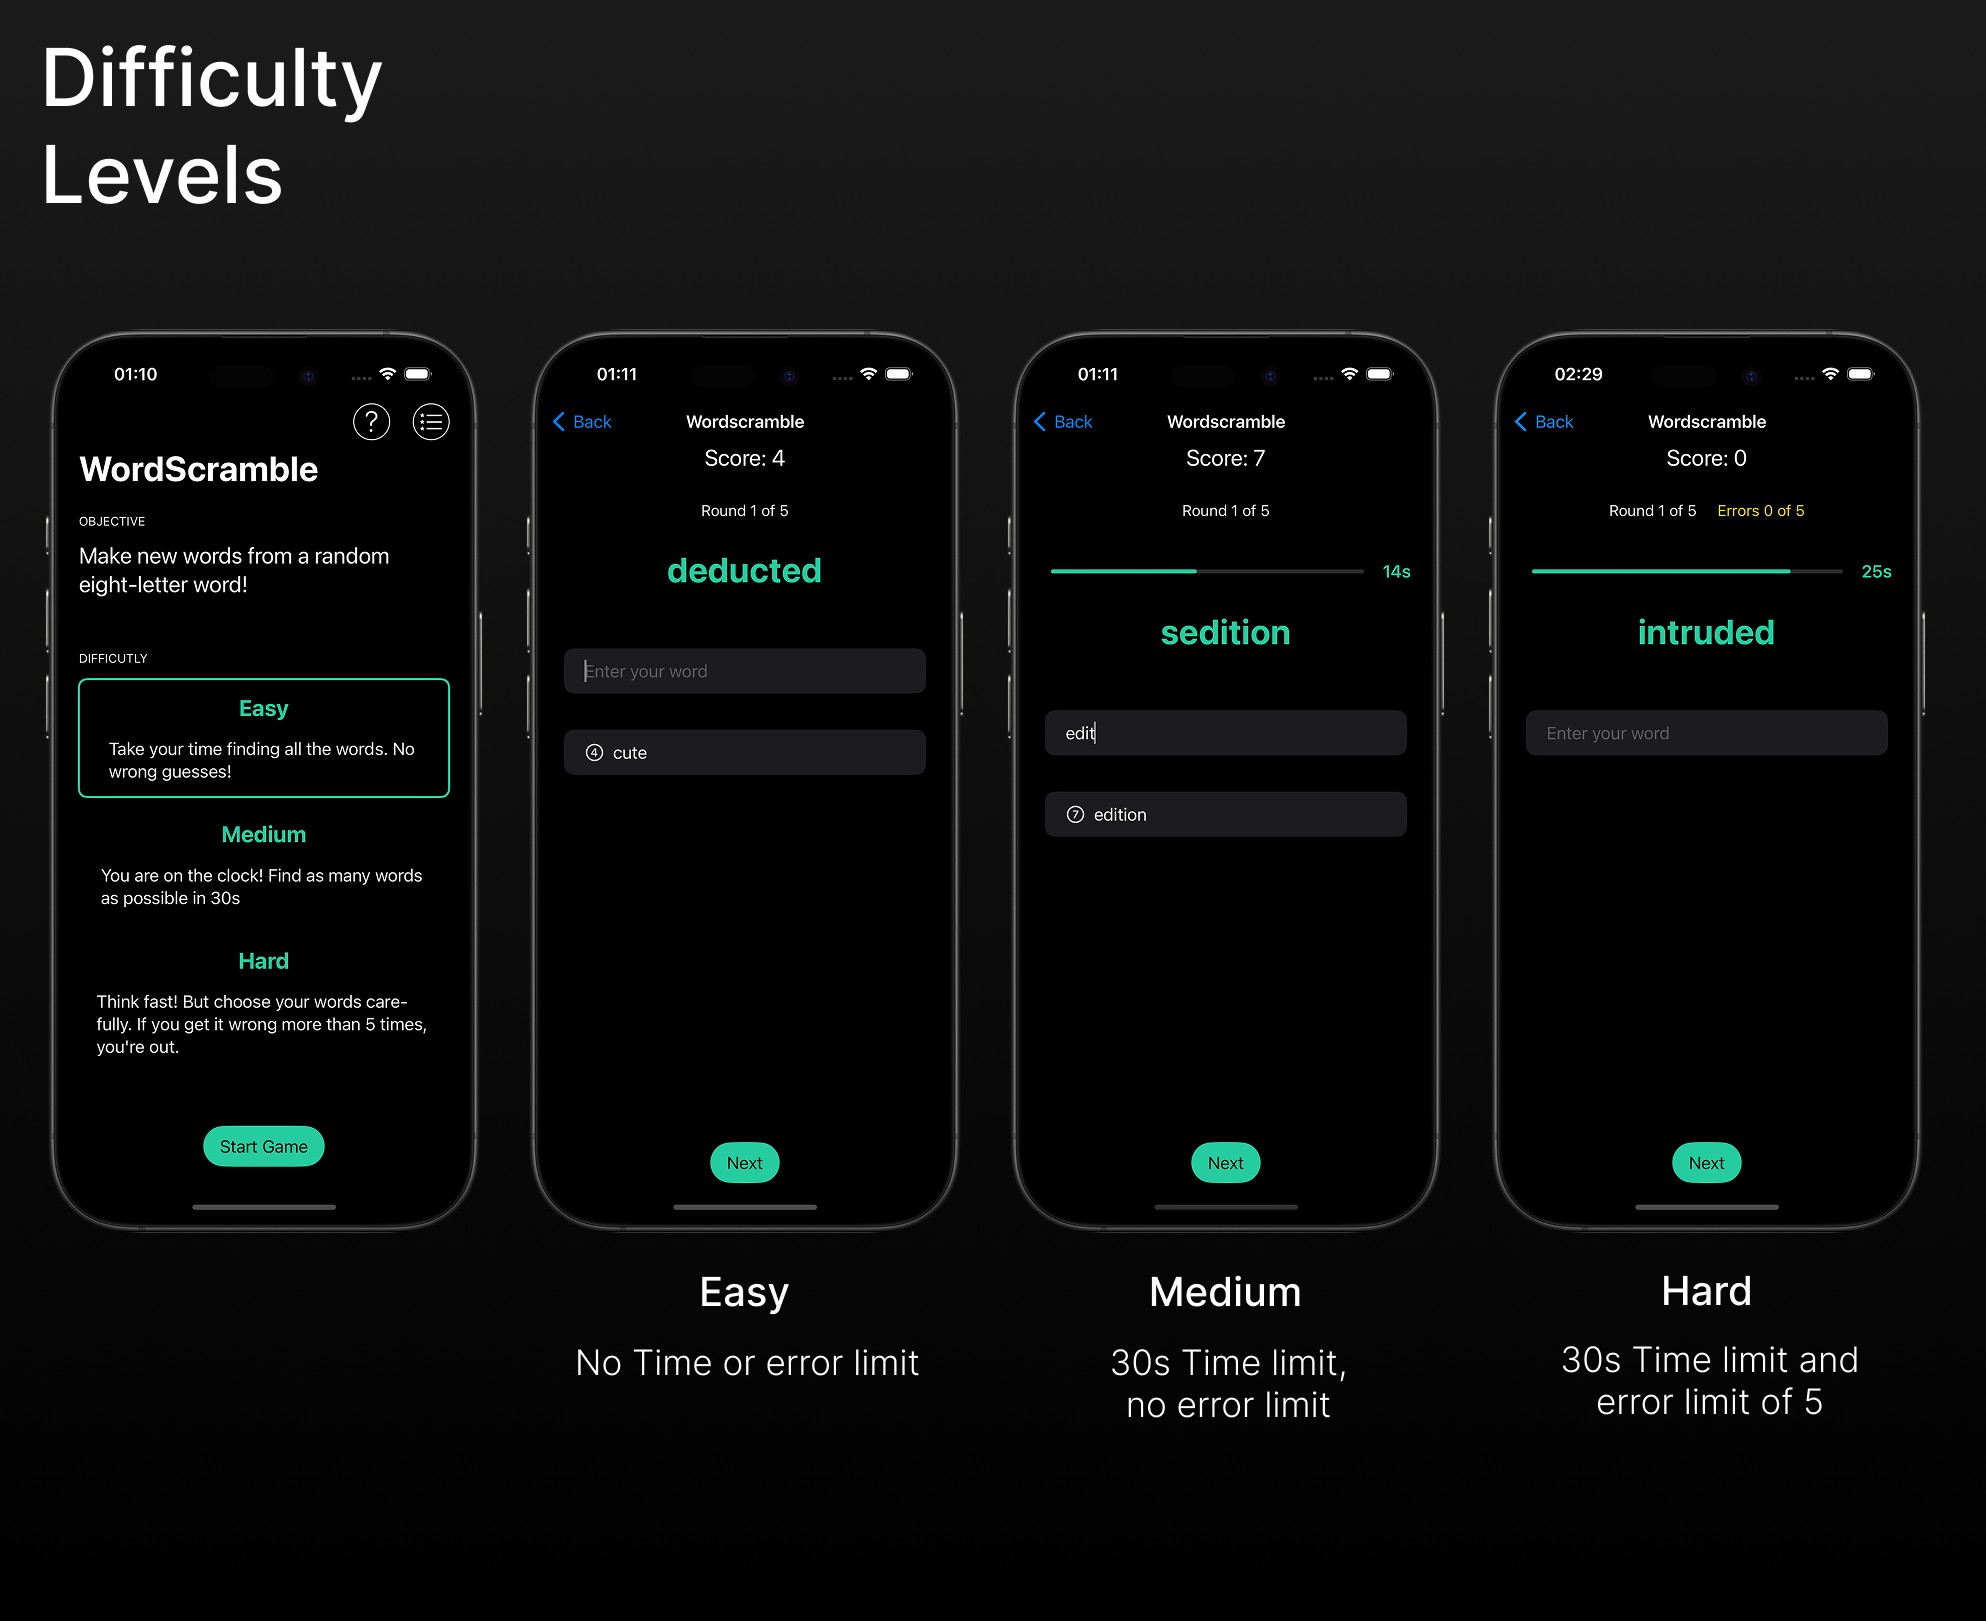 Difficulty
Levels
01:10
WordScramble
OBJECTIVE
Make new words from a random
eight-letter word!
DIFFICUTLY
Easy
Take your time finding all the words. No
wrong guesses!
Medium
You are on the clock! Find as many words
as possible in 30s
Hard
Think fast! But choose your words care-
fully. If you get it wrong more than 5 times,
you're out.
Start Game
01:11
Back
Wordscramble
Score: 4
Round 1 of 5
deducted
Enter your word
4 cute
Next
Easy
No Time or error limit
01:11
Back
Wordscramble
Score: 7
Round 1 of 5
14s
sedition
edit
7 edition
Next
Medium
30s Time limit,
no error limit
02:29
Back
Wordscramble
Score: 0
Round 1 of 5 Errors 0 of 5
25s
intruded
Enter your word
Next
Hard
30s Time limit and
error limit of 5